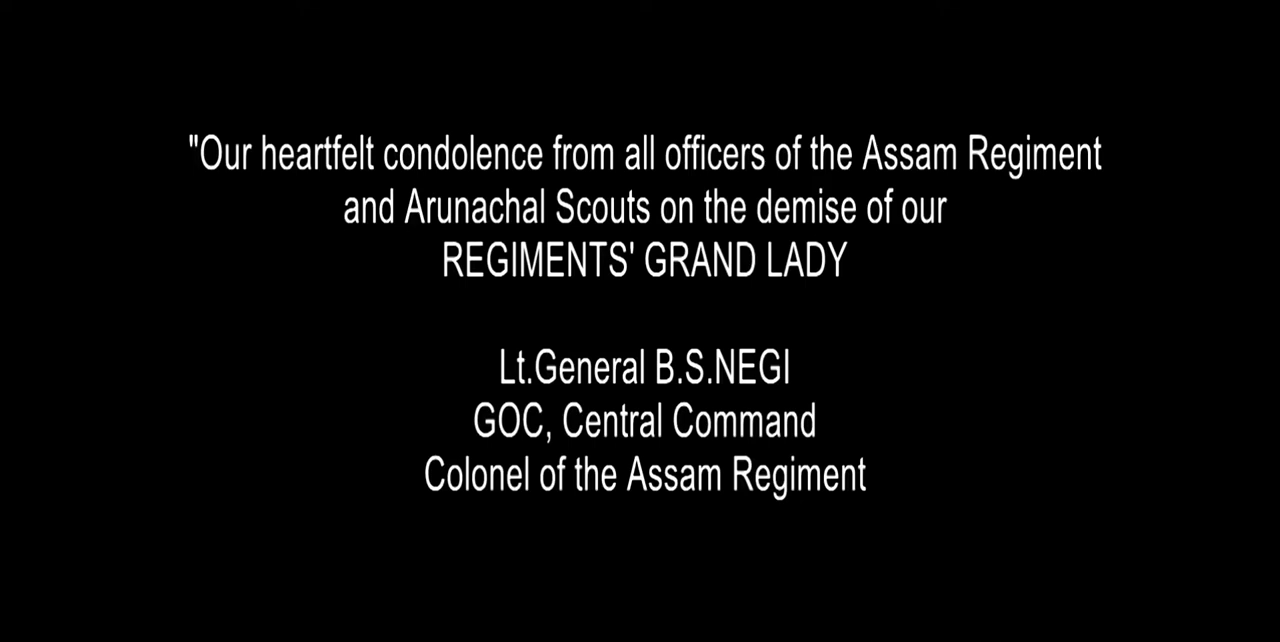 "Our heartfelt condolence from all officers of the Assam Regiment
and Arunachal Scouts on the demise of our
REGIMENTS' GRAND LADY
Lt.General B.S.NEGI
GOC, Central Command
Colonel of the Assam Regiment